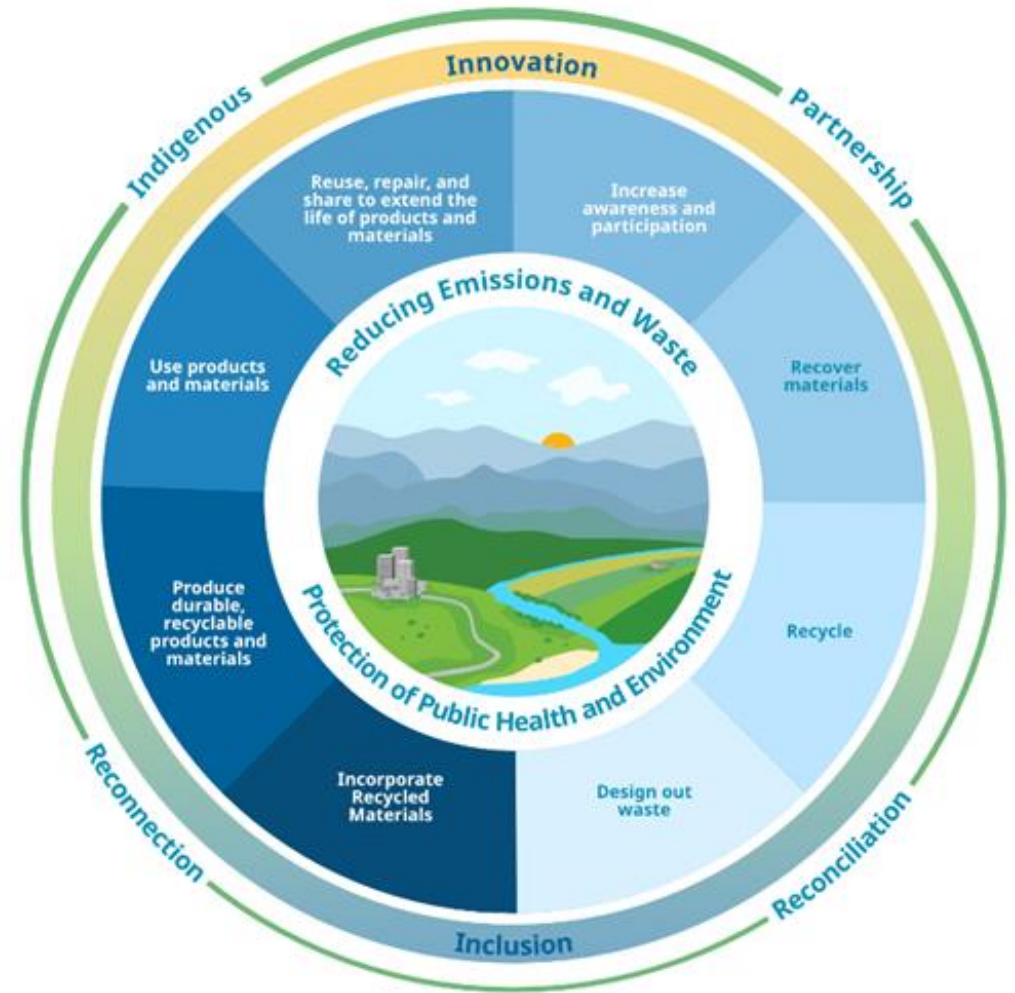 Innovation
Indigenous
Partnership
Reuse, repair, and
share to extend the
life of products and
materials
Increase
awareness and
participation
Reducing Emissions and Waste
Use products
and materials
Recover
materials
Produce
durable,
recyclable
products and
materials
Recycle
Protection of Public Health and Environment
Incorporate
Recycled
Materials
Design out
waste
Reconnection
Reconciliation
Inclusion